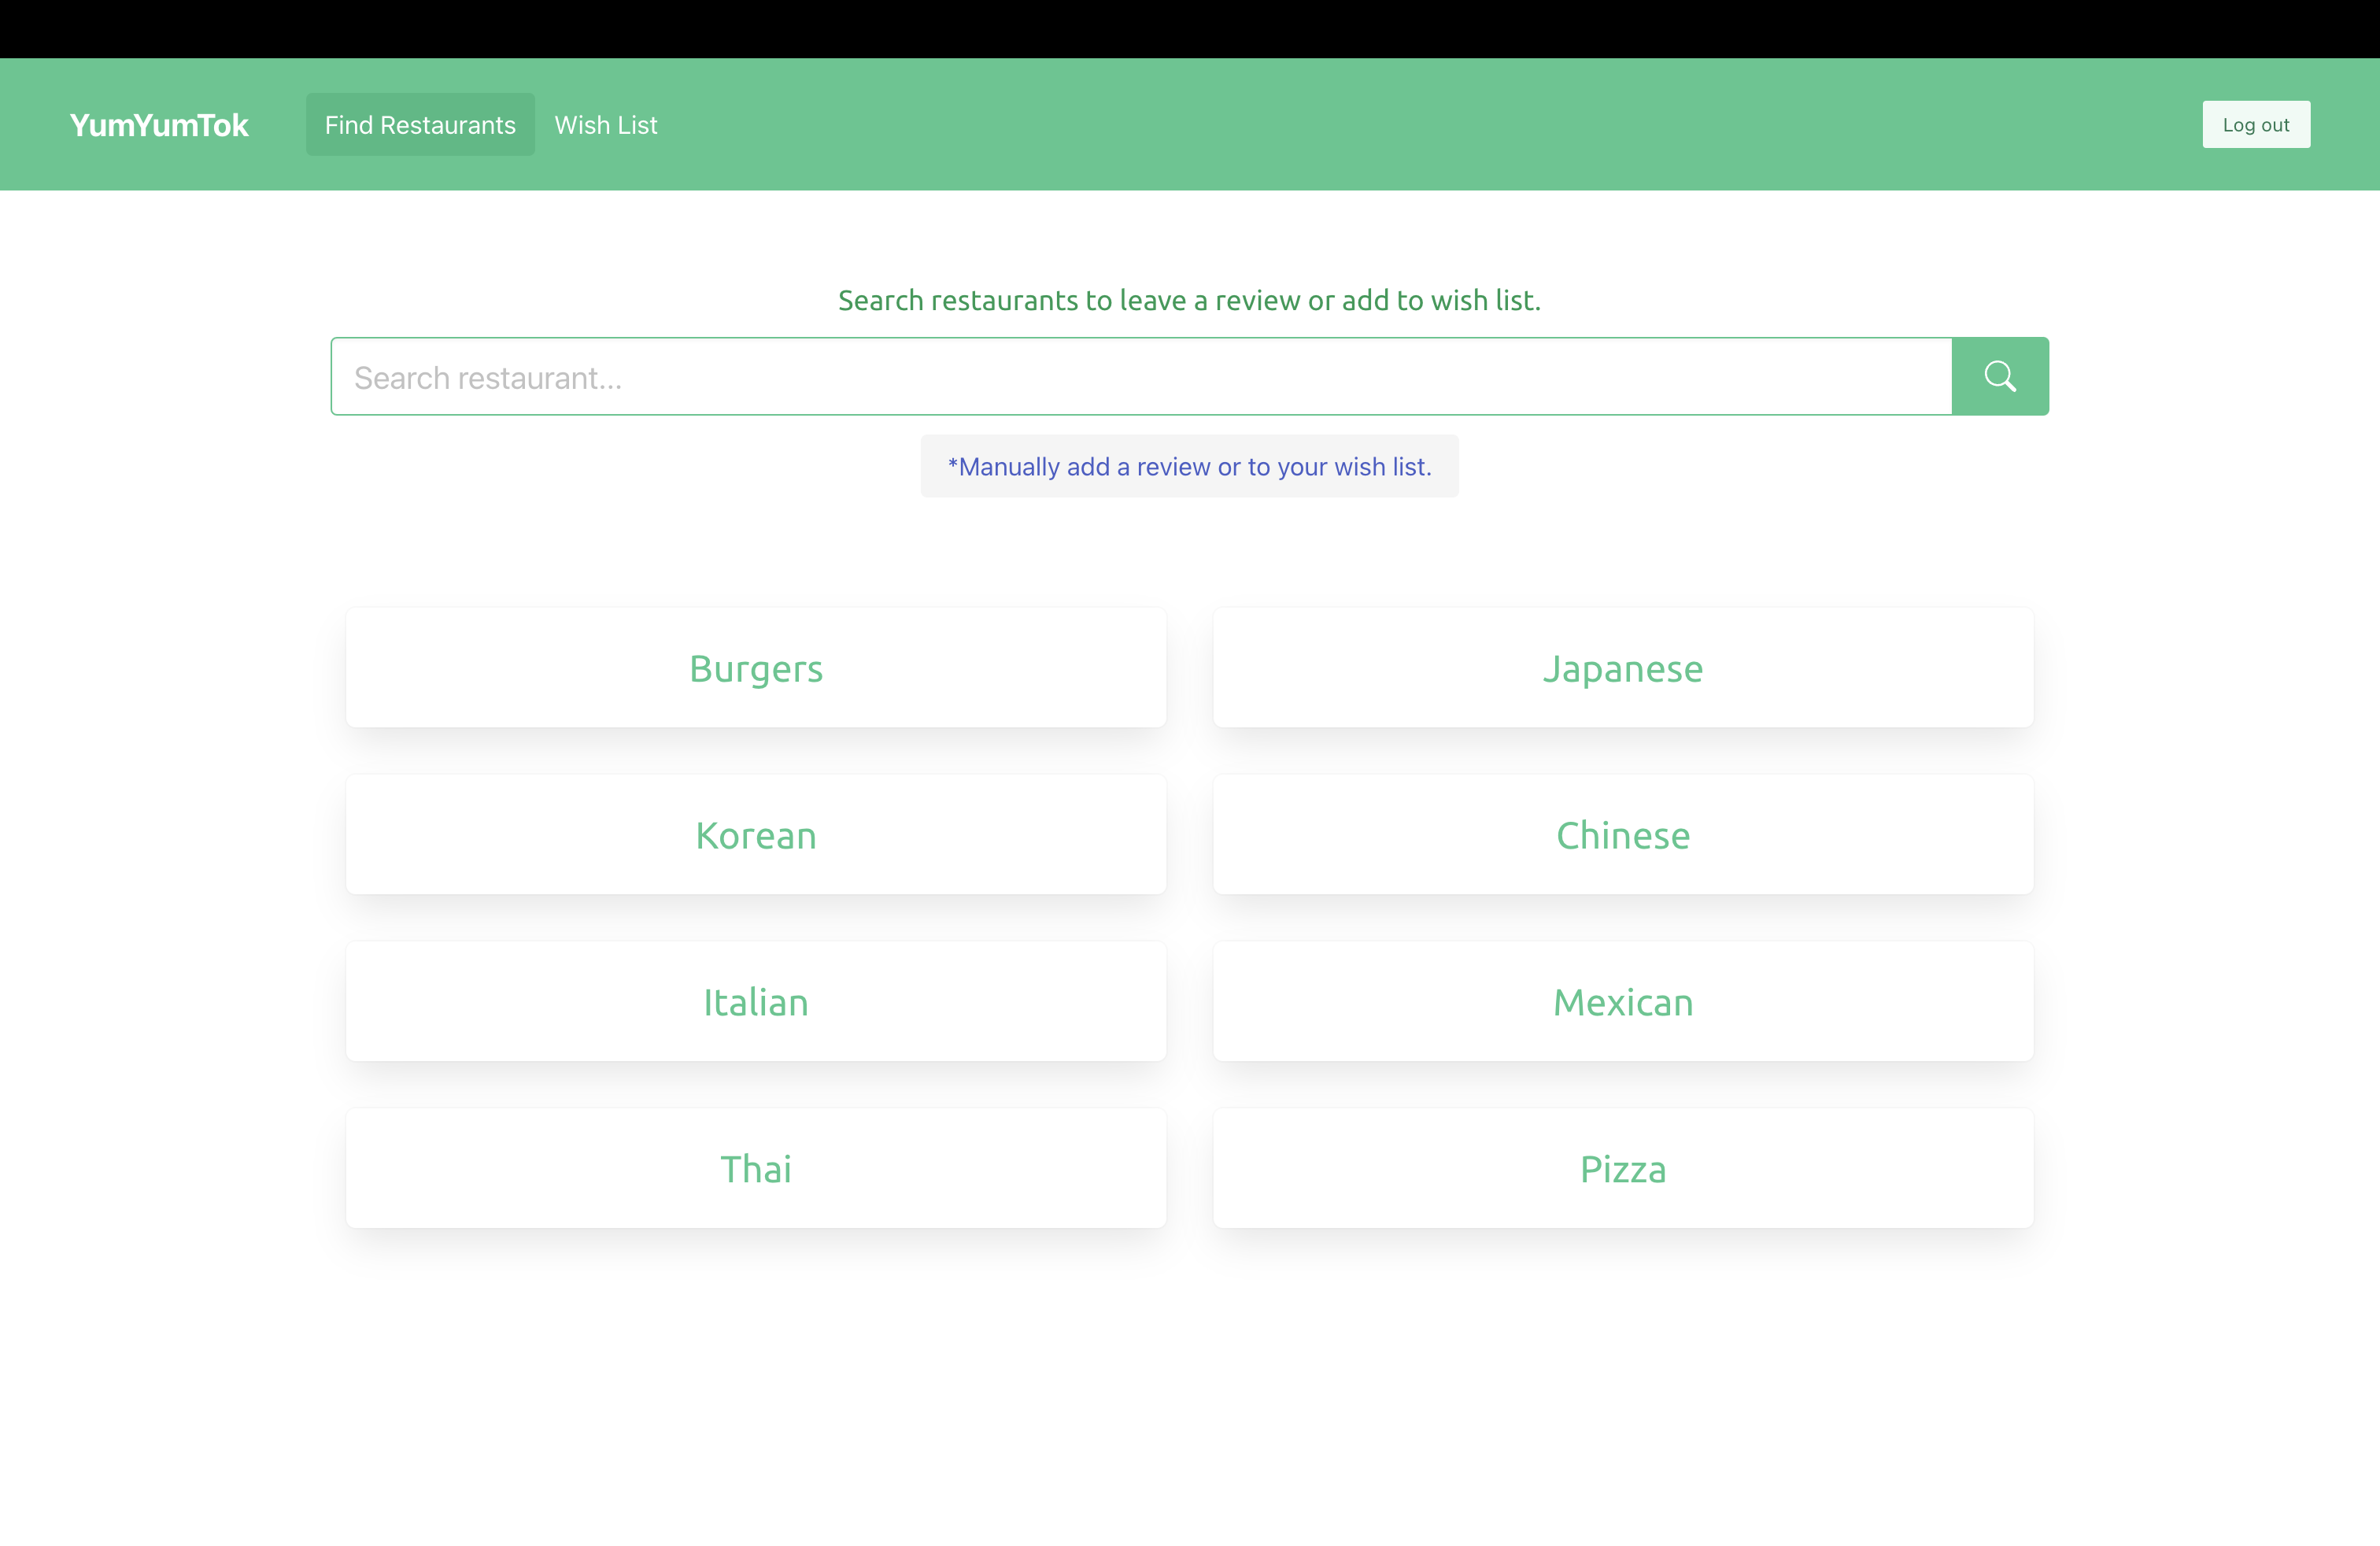 YumYumTok
Find Restaurants
Wish List
Log out
Search restaurants to leave a review or add to wish list.
Search restaurant...
*Manually add a review or to your wish list.
Burgers
Japanese
Korean
Chinese
Italian
Mexican
Thai
Pizza